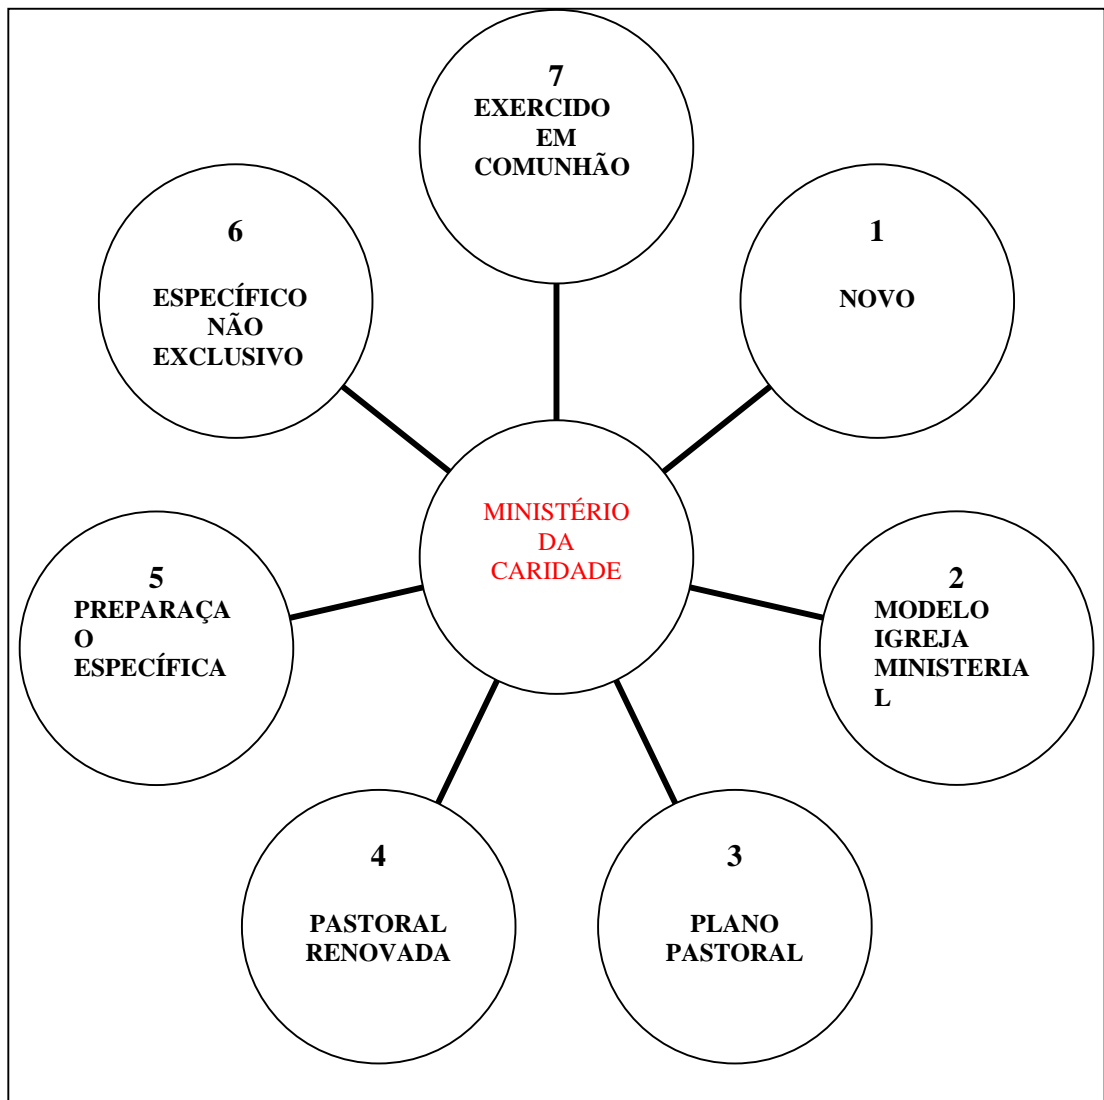 7
EXERCIDO
EM
COMUNHÃO
6
ESPECÍFICO
NÃO
EXCLUSIVO
1
NOVO
MINISTÉRIO
DA
CARIDADE
5
PREPARAÇA
O
ESPECÍFICA
2
MODELO
IGREJA
MINISTERIA
L
4
PASTORAL
RENOVADA
3
PLANO
PASTORAL